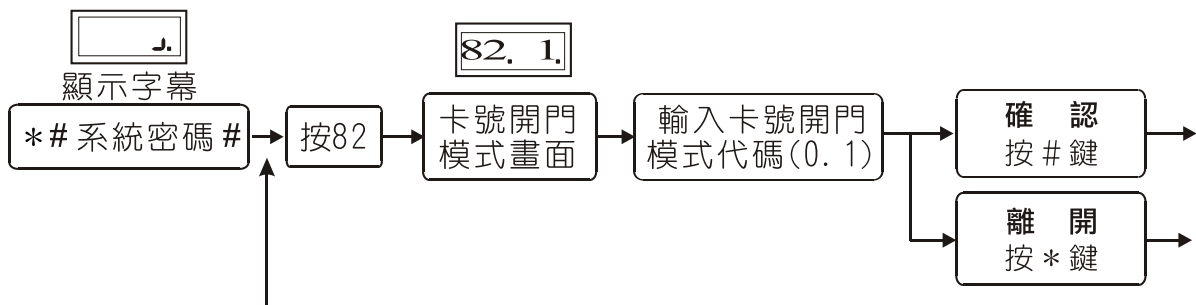 顯示字幕
*#系統密碼#
按82
82. 1.
卡號開門
模式畫面
輸入卡號開門
模式代碼(0.1)
確 認
按#鍵
離 開
按*鍵